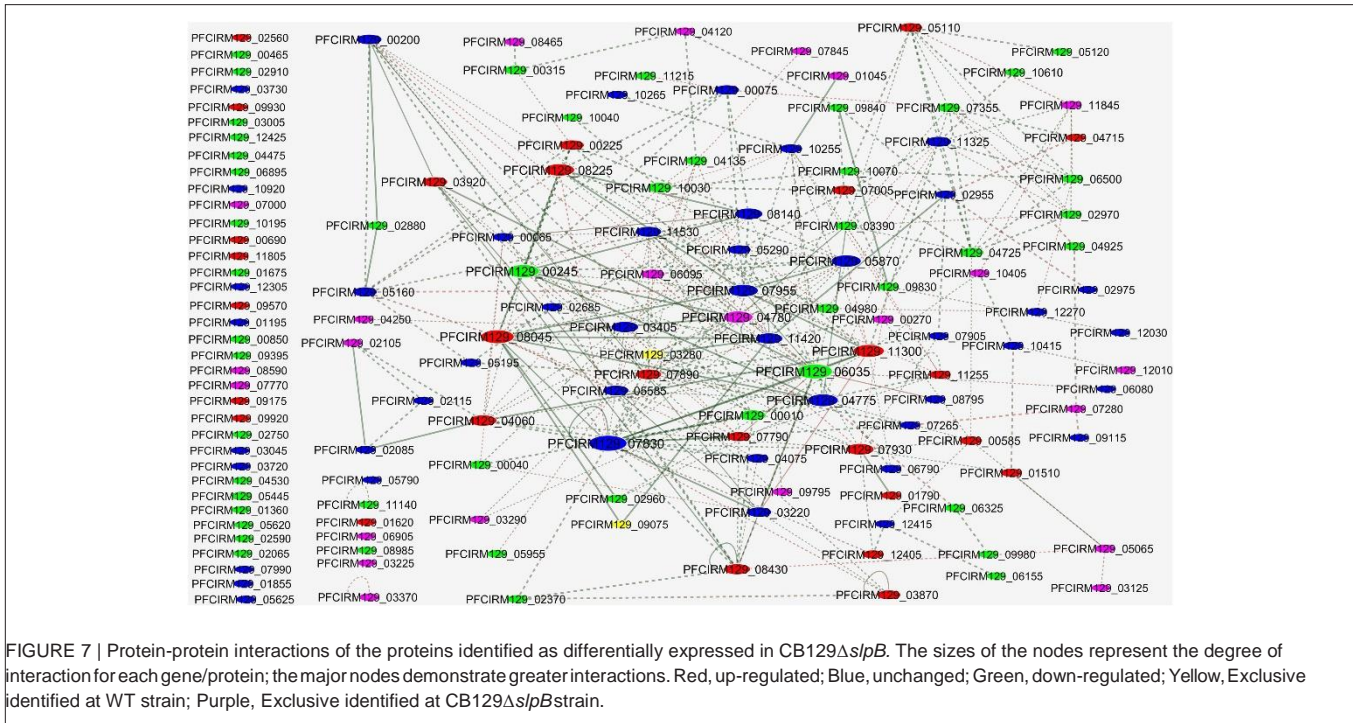 PFCIRM129_02560
PFCIRM129_00465
PFCIRM129_02910
PFCIRM129_03730
PFCIRM129_09930
PFCIRM129_03005
PFCIRM129_12425
PFCIRM129_04475
PFCIRM129_06895
PFCIRM129_10920
PFCIRM129_07000
PFCIRM129_10195
PFCIRM129_00690
PFCIRM129_11805
PFCIRM129_01675
PFCIRM129_12305
PFCIRM129_09570
PFCIRM129_01195
PFCIRM129_00850
PFCIRM129_09395
PFCIRM129_08590
PFCIRM129_07770
PFCIRM129_09175
PFCIRM129_09920
PFCIRM129_02750
PFCIRM129_03045
PFCIRM129_03720
PFCIRM129_04530
PFCIRM129_05445
PFCIRM129_01360
PFCIRM129_05620
PFCIRM129_02590
PFCIRM129_02065
PFCIRM129_07990
PFCIRM129_01855
PFCIRM129_05625
PFCIRM129_00200
PFCIRM129_08465
PFCIRM129_04120
PFCIRM129_05110
PFCIRM129_07845
PFCIRM129_05120
PFCIRM129_00315
PFCIRM129_11215
PFCIRM129_01045
PFCIRM129_10610
PFCIRM129_10265
PFCIRM129_00075
PFCIRM129_09840
PFCIRM129_07355
PFCIRM129_11845
PFCIRM129_10040
PFCIRM129_04715
PFCIRM129_00225
PFCIRM129_10255
PFCIRM129_11325
PFCIRM129_04135
PFCIRM129_08225
PFCIRM129_10070
PFCIRM129_03920
PFCIRM129_10030
PFCIRM129_07005
PFCIRM129_02955
PFCIRM129_06500
PFCIRM129_08140
PFCIRM129_02970
PFCIRM129_02880
PFCIRM129_11530
PFCIRM129_03390
PFCIRM129_00065
PFCIRM129_05290
PFCIRM129_04725
PFCIRM129_04925
PFCIRM129_00245
PFCIRM129_06095
PFCIRM129_05870
PFCIRM129_10405
PFCIRM129_05160
PFCIRM129_07955
PFCIRM129_09830
PFCIRM129_02975
PFCIRM129_02685
PFCIRM129_04980
PFCIRM129_12270
PFCIRM129_04250
PFCIRM129_04780
PFCIRM129_00270
PFCIRM129_03405
PFCIRM129_12030
PFCIRM129_08045
PFCIRM129_11420
PFCIRM129_07905
PFCIRM129_02105
PFCIRM129_03280
PFCIRM129_11300
PFCIRM129_10415
PFCIRM129_05195
PFCIRM129_07890
PFCIRM129_06035
PFCIRM129_11255
PFCIRM129_12010
PFCIRM129_05585
PFCIRM129_06080
PFCIRM129_02115
PFCIRM129_04775
PFCIRM129_08795
PFCIRM129_07280
PFCIRM129_04060
PFCIRM129_00010
PFCIRM129_07265
PFCIRM129_07830
PFCIRM129_07790
PFCIRM129_00585
PFCIRM129_09115
PFCIRM129_02085
PFCIRM129_07930
PFCIRM129_00040
PFCIRM129_04075
PFCIRM129_06790
PFCIRM129_01510
PFCIRM129_05790
PFCIRM129_09795
PFCIRM129_01790
PFCIRM129_11140
PFCIRM129_02960
PFCIRM129_03220
PFCIRM129_06325
PFCIRM129_01620
PFCIRM129_03290
PFCIRM129_09075
PFCIRM129_12415
PFCIRM129_06905
PFCIRM129_08985
PFCIRM129_05955
PFCIRM129_12405
PFCIRM129_09980
PFCIRM129_05065
PFCIRM129_03225
PFCIRM129_08430
PFCIRM129_06155
PFCIRM129_03125
PFCIRM129_03370
PFCIRM129_02370
PFCIRM129_03870
FIGURE 7 | Protein-protein interactions of the proteins identified as differentially expressed in CB129ΔslpB. The sizes of the nodes represent the degree of
interaction for each gene/protein; the major nodes demonstrate greater interactions. Red, up-regulated; Blue, unchanged; Green, down-regulated; Yellow, Exclusive
identified at WT strain; Purple, Exclusive identified at CB129ΔslpBstrain.